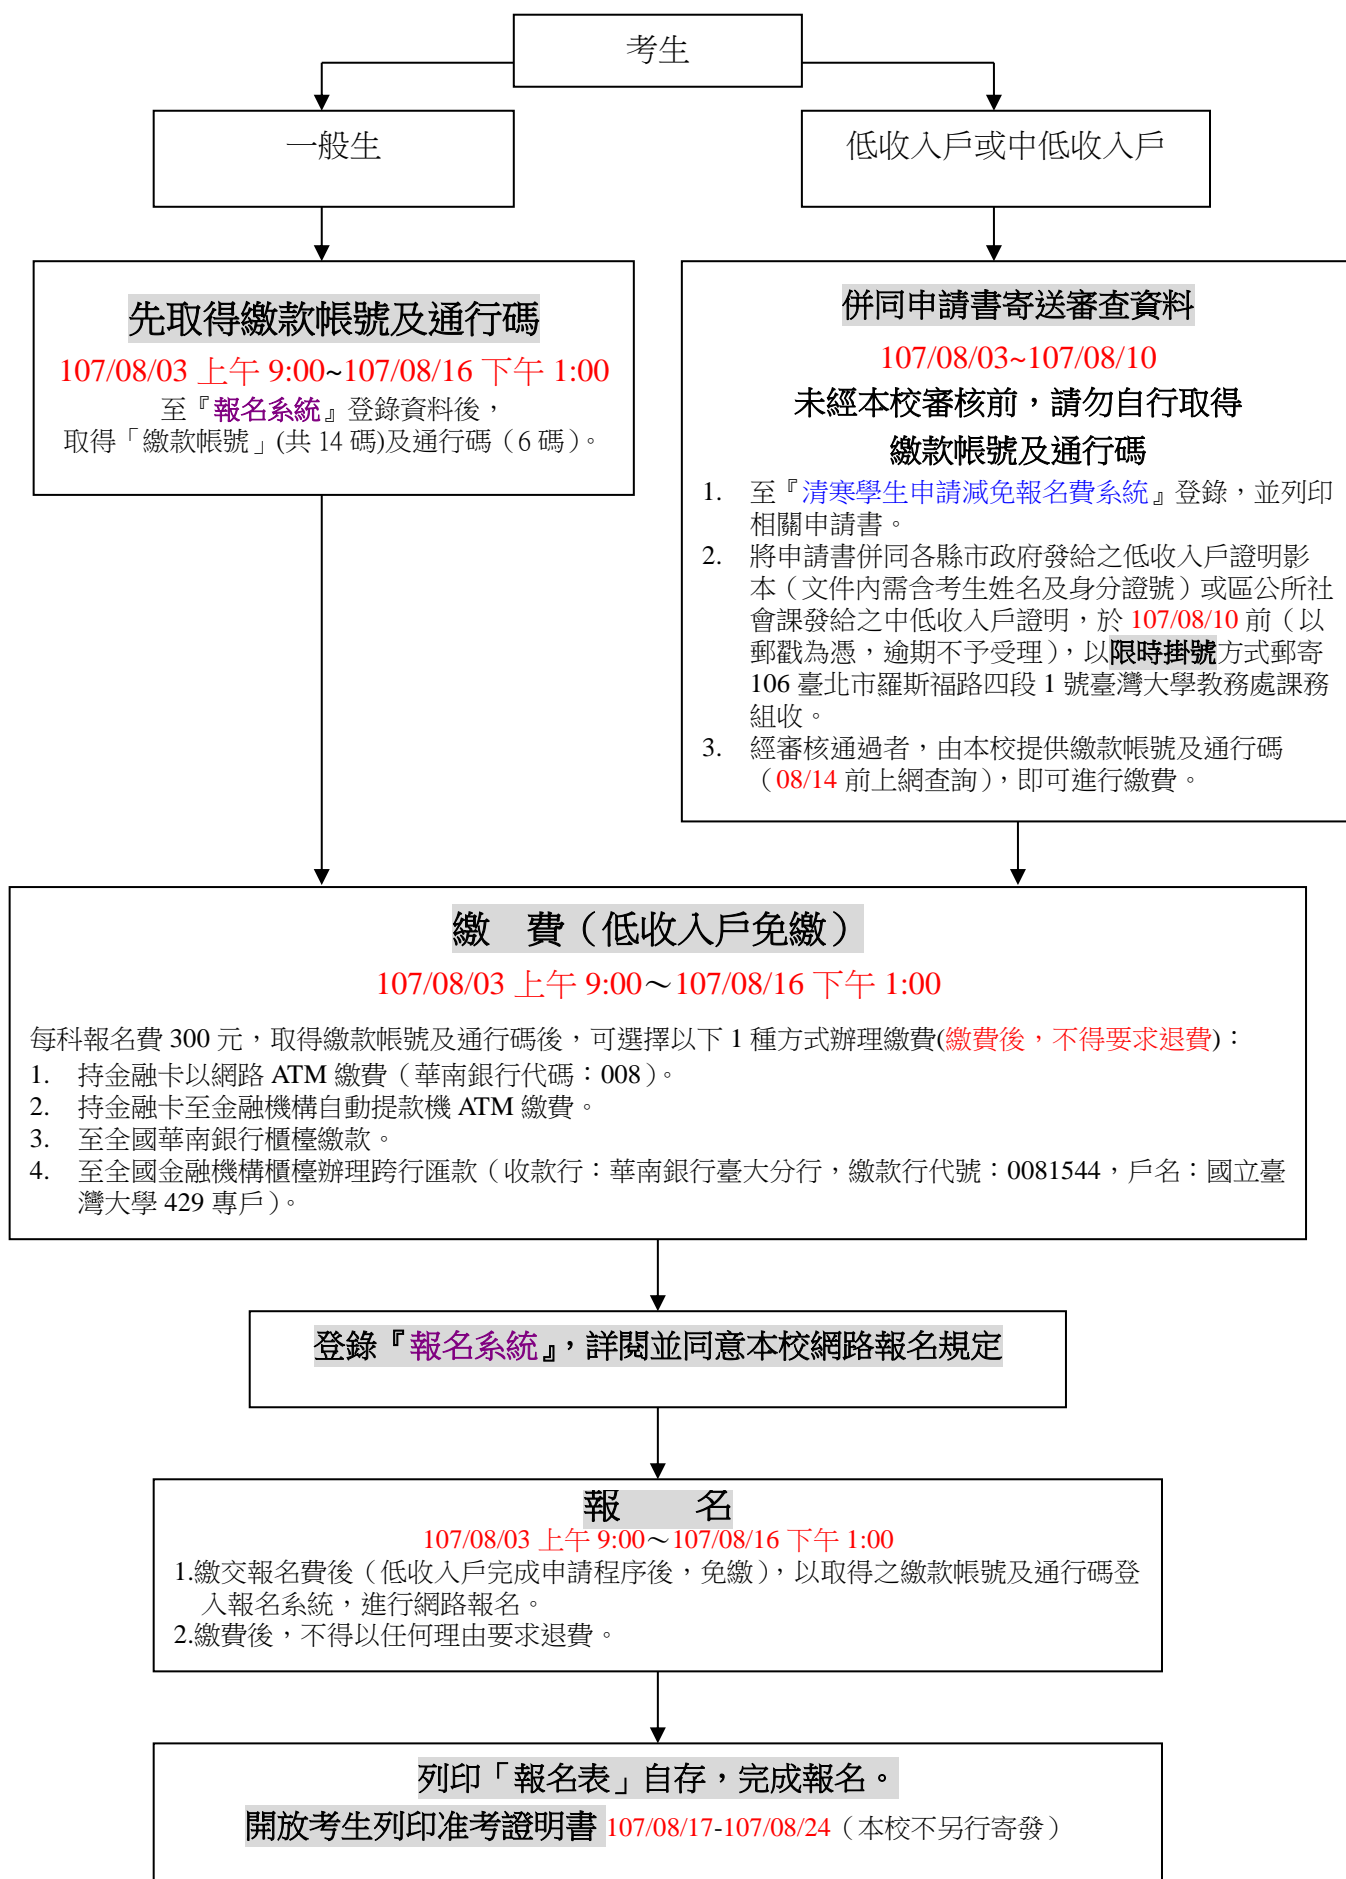 考生
一般生
低收入戶或中低收入戶
先取得繳款帳號及通行碼
107/08/03 上午 9:00~107/08/16 下午 1:00
至『報名系統』登錄資料後，
取得「繳款帳號」(共 14 碼)及通行碼（6 碼）。
併同申請書寄送審查資料
107/08/03~107/08/10
未經本校審核前，請勿自行取得
繳款帳號及通行碼
1. 至『清寒學生申請減免報名費系統』登錄，並列印
相關申請書。
2. 將申請書併同各縣市政府發給之低收入戶證明影
本（文件內需含考生姓名及身分證號）或區公所社
會課發給之中低收入戶證明，於 107/08/10 前（以
郵戳為憑，逾期不予受理），以限時掛號方式郵寄
106 臺北市羅斯福路四段 1 號臺灣大學教務處課務
組收。
3. 經審核通過者，由本校提供繳款帳號及通行碼
（08/14 前上網查詢），即可進行繳費。
繳　費（低收入戶免繳）
107/08/03 上午 9:00～107/08/16 下午 1:00
每科報名費 300 元，取得繳款帳號及通行碼後，可選擇以下 1 種方式辦理繳費(繳費後，不得要求退費)：
1. 持金融卡以網路 ATM 繳費（華南銀行代碼：008）。
2. 持金融卡至金融機構自動提款機 ATM 繳費。
3. 至全國華南銀行櫃檯繳款。
4. 至全國金融機構櫃檯辦理跨行匯款（收款行：華南銀行臺大分行，繳款行代號：0081544，戶名：國立臺
灣大學 429 專戶）。
登錄『報名系統』，詳閱並同意本校網路報名規定
報　　名
107/08/03 上午 9:00～107/08/16 下午 1:00
1.繳交報名費後（低收入戶完成申請程序後，免繳），以取得之繳款帳號及通行碼登
入報名系統，進行網路報名。
2.繳費後，不得以任何理由要求退費。
列印「報名表」自存，完成報名。
開放考生列印准考證明書 107/08/17-107/08/24（本校不另行寄發）